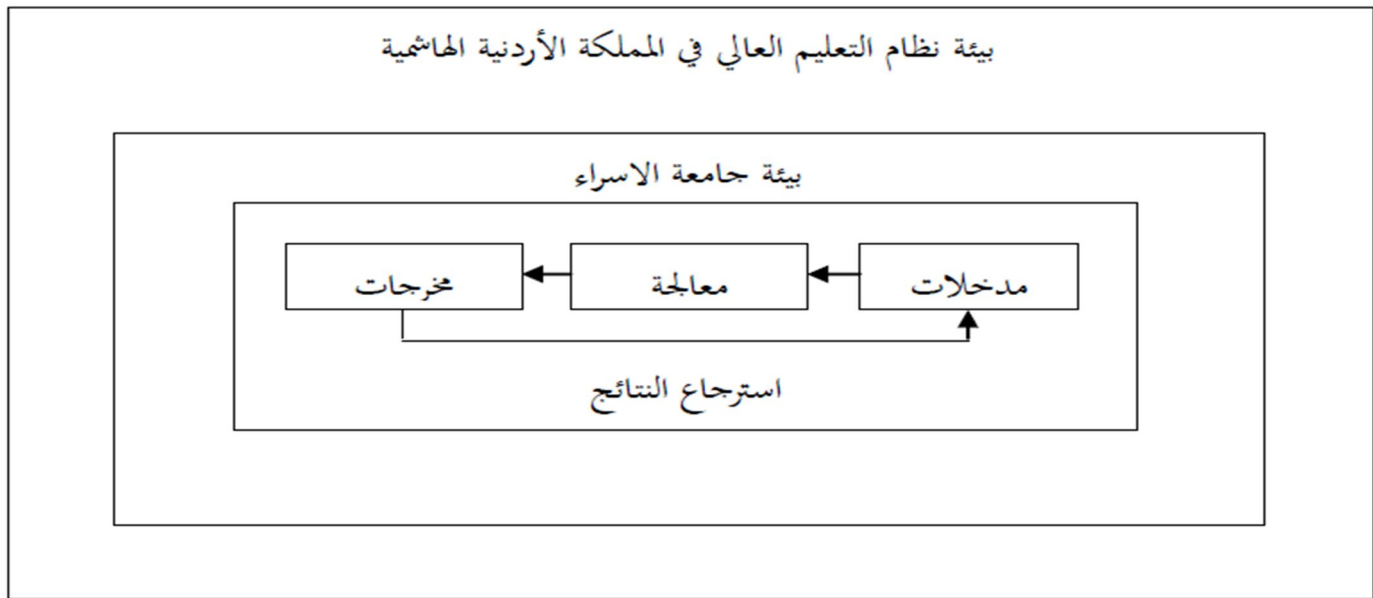 بيئة نظام التعليم العالي في المملكة الأردنية الهاشمية
بيئة جامعة الاسراء
مدخلات
معالجة
مخرجات
استرجاع النتائج